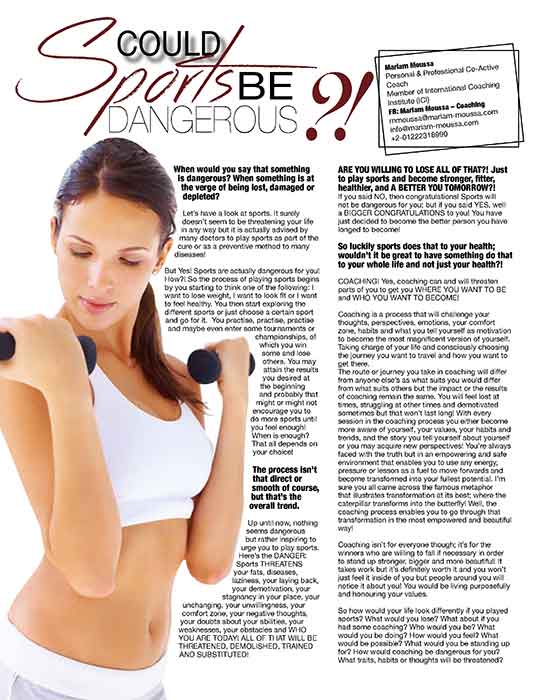 COULD
Sports BE
DANGEROUS ?!
Mariam Moussa
Personal & Professional Co-Active
Coach
Member of International Coaching
Institute (ICI)
FB: Mariam Moussa – Coaching
mmoussa@mariam-moussa.com
info@mariam-moussa.com
+2-01222318990
When would you say that something
is dangerous? When something is at
the verge of being lost, damaged or
depleted?
Let's have a look at sports. It surely
doesn't seem to be threatening your life
in any way but it is actually advised by
many doctors to play sports as part of the
cure or as a preventive method to many
diseases!
But Yes! Sports are actually dangerous for you!
How?! So the process of playing sports begins
by you starting to think one of the following: I
want to lose weight, I want to look fit or I want
to feel healthy. You then start exploring the
different sports or just choose a certain sport
and go for it. You practise, practise, practise
and maybe even enter some tournaments or
championships, of
which you win
some and lose
others. You may
attain the results
you desired at
the beginning
and probably that
might or might not
encourage you to
do more sports until
you feel enough!
When is enough?
That all depends on
your choice!
The process isn't
that direct or
smooth of course,
but that's the
overall trend.
Up until now, nothing
seems dangerous
but rather inspiring to
urge you to play sports.
Here's the DANGER:
Sports THREATENS
your fats, diseases,
laziness, your laying back,
your demotivation, your
stagnancy in your place, your
unchanging, your unwillingness, your
comfort zone, your negative thoughts,
your doubts about your abilities, your
weaknesses, your obstacles and WHO
YOU ARE TODAY! ALL OF THAT WILL BE
THREATENED, DEMOLISHED, TRAINED
AND SUBSTITUTED!
ARE YOU WILLING TO LOSE ALL OF THAT?! Just
to play sports and become stronger, fitter,
healthier, and A BETTER YOU TOMORROW?!
If you said NO, then congratulations! Sports will
not be dangerous for you; but if you said YES, well
a BIGGER CONGRATULATIONS to you! You have
just decided to become the better person you have
longed to become!
So luckily sports does that to your health;
wouldn't it be great to have something do that
to your whole life and not just your health?!
COACHING! Yes, coaching can and will threaten
parts of you to get you WHERE YOU WANT TO BE
and WHO YOU WANT TO BECOME!
Coaching is a process that will challenge your
thoughts, perspectives, emotions, your comfort
zone, habits and what you tell yourself as motivation
to become the most magnificent version of yourself.
Taking charge of your life and consciously choosing
the journey you want to travel and how you want to
get there.
The route or journey you take in coaching will differ
from anyone else's as what suits you would differ
from what suits others but the impact or the results
of coaching remain the same. You will feel lost at
times, struggling at other times and demotivated
sometimes but that won't last long! With every
session in the coaching process you either become
more aware of yourself, your values, your habits and
trends, and the story you tell yourself about yourself
or you may acquire new perspectives! You're always
faced with the truth but in an empowering and safe
environment that enables you to use any energy,
pressure or lesson as a fuel to move forwards and
become transformed into your fullest potential. I'm
sure you all came across the famous metaphor
that illustrates transformation at its best; where the
caterpillar transforms into the butterfly! Well, the
coaching process enables you to go through that
transformation in the most empowered and beautiful
way!
Coaching isn't for everyone though; it's for the
winners who are willing to fall if necessary in order
to stand up stronger, bigger and more beautiful. It
takes work but it's definitely worth it and you won't
just feel it inside of you but people around you will
notice it about you! You would be living purposefully
and honouring your values.
So how would your life look differently if you played
sports? What would you lose? What about if you
had some coaching? Who would you be? What
would you be doing? How would you feel? What
would be possible? What would you be standing up
for? How would coaching be dangerous for you?
What traits, habits or thoughts will be threatened?